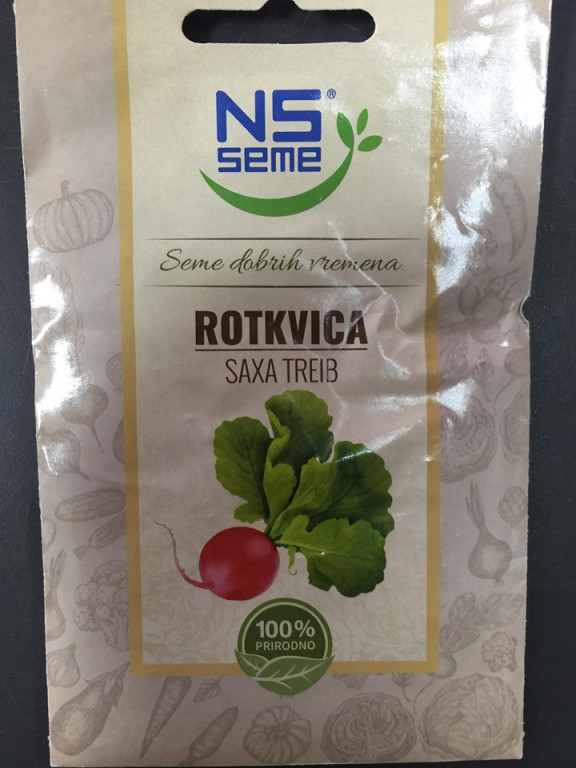 NS®
seme
Seme dobrih vremena
ROTKVICA
SAXA TREIB
100%
PRIRODNO